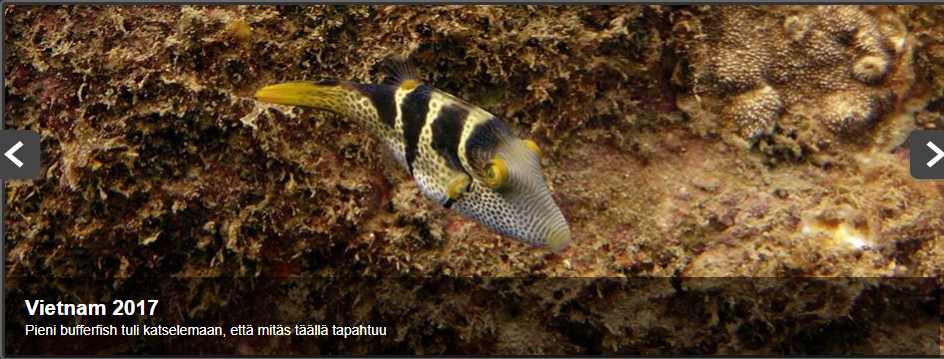 Vietnam 2017
Pieni bufferfish tuli katselemaan, että mitäs täällä tapahtuu